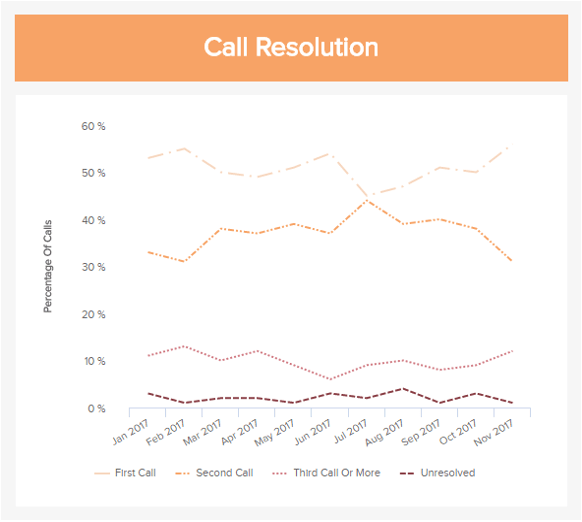 Call Resolution
60 %
50 %
40 %
30 %
20 %
10 %
0 %
Percentage Of Calls
Jan 2017
Feb 2017
Mar 2017
Apr 2017
May 2017
Jun 2017
Jul 2017
Aug 2017
Sep 2017
Oct 2017
Nov 2017
First Call Second Call Third Call Or More Unresolved